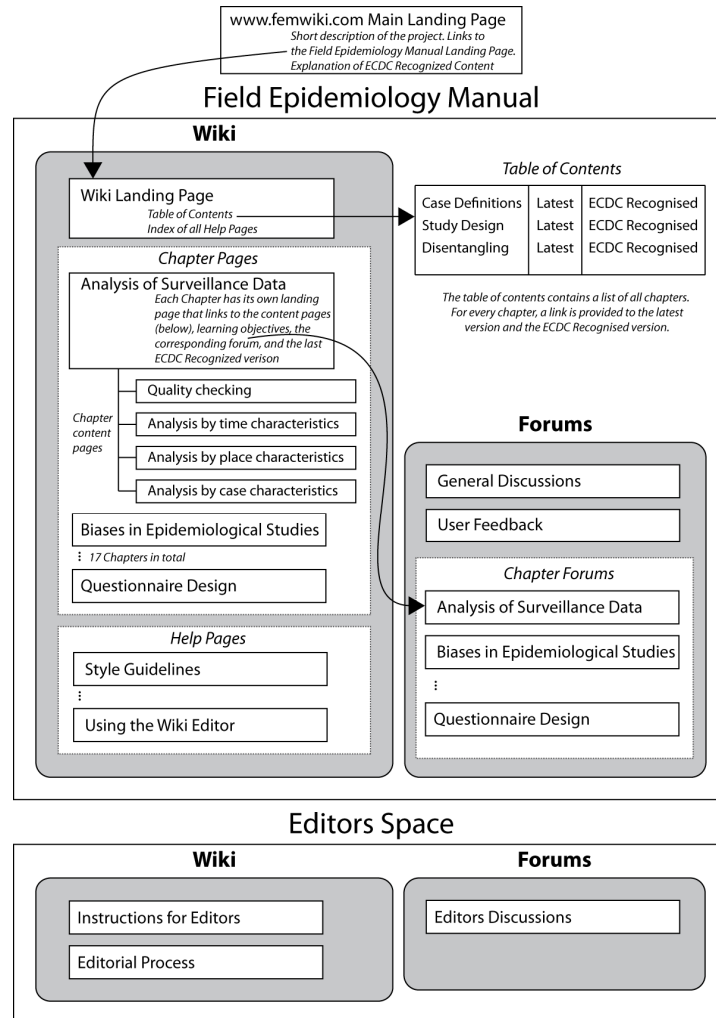 www.femwiki.com Main Landing Page
Short description of the project. Links to
the Field Epidemiology Manual Landing Page.
Explanation of ECDC Recognized Content
Field Epidemiology Manual
Wiki
Wiki Landing Page
Table of Contents
Index of all Help Pages
Table of Contents
Case Definitions Latest ECDC Recognised
Study Design Latest ECDC Recognised
Disentangling Latest ECDC Recognised
The table of contents contains a list of all chapters.
For every chapter, a link is provided to the latest
version and the ECDC Recognised version.
Chapter Pages
Analysis of Surveillance Data
Each Chapter has its own landing
page that links to the content pages
(below), learning objectives, the
corresponding forum, and the last
ECDC Recognized verison
Chapter
content
pages
Quality checking
Analysis by time characteristics
Analysis by place characteristics
Analysis by case characteristics
Biases in Epidemiological Studies
⋮ 17 Chapters in total
Questionnaire Design
Help Pages
Style Guidelines
⋮
Using the Wiki Editor
Forums
General Discussions
User Feedback
Chapter Forums
Analysis of Surveillance Data
Biases in Epidemiological Studies
⋮
Questionnaire Design
Editors Space
Wiki
Instructions for Editors
Editorial Process
Forums
Editors Discussions